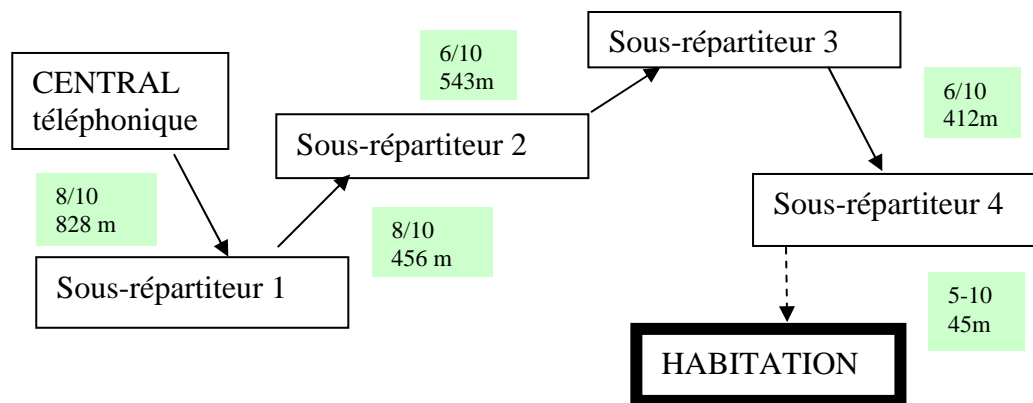 CENTRAL
téléphonique
8/10
828 m
Sous-répartiteur 1
8/10
456 m
Sous-répartiteur 2
6/10
543m
Sous-répartiteur 3
6/10
412m
Sous-répartiteur 4
5-10
45m
HABITATION